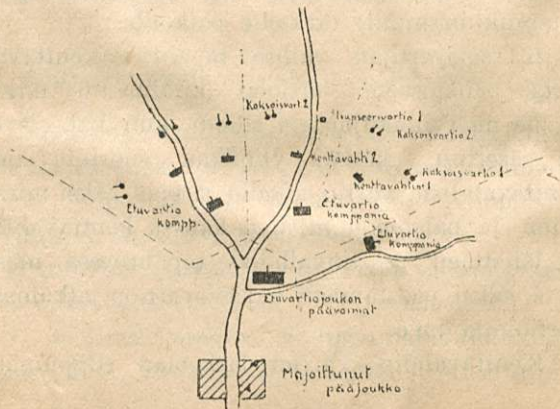 Kaksoisvart. 2
Aliupseerivartio 1
Kaksoisvartio 2
Kenttävahti 2
Kaksoisvartio 1
Kenttävahti 1
Etuvartio
kompp.
Etuvartio
komppania
Etuvartio
komppania
Etuvartiojoukon
päävoimat
Majoittunut
pääjoukko